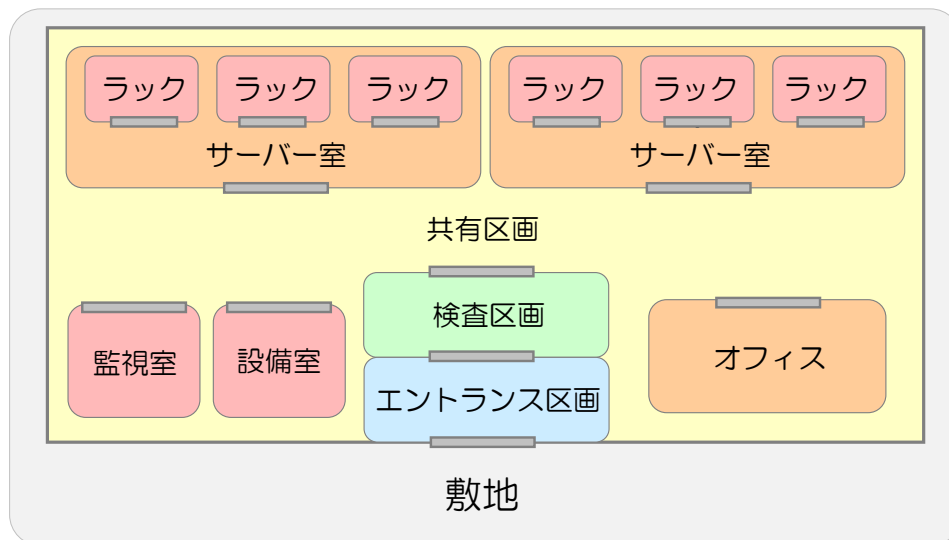 ラック ラック ラック ラック ラック ラック
サーバー室 サーバー室
共有区画
検査区画
監視室 設備室 オフィス
エントランス区画
敷地